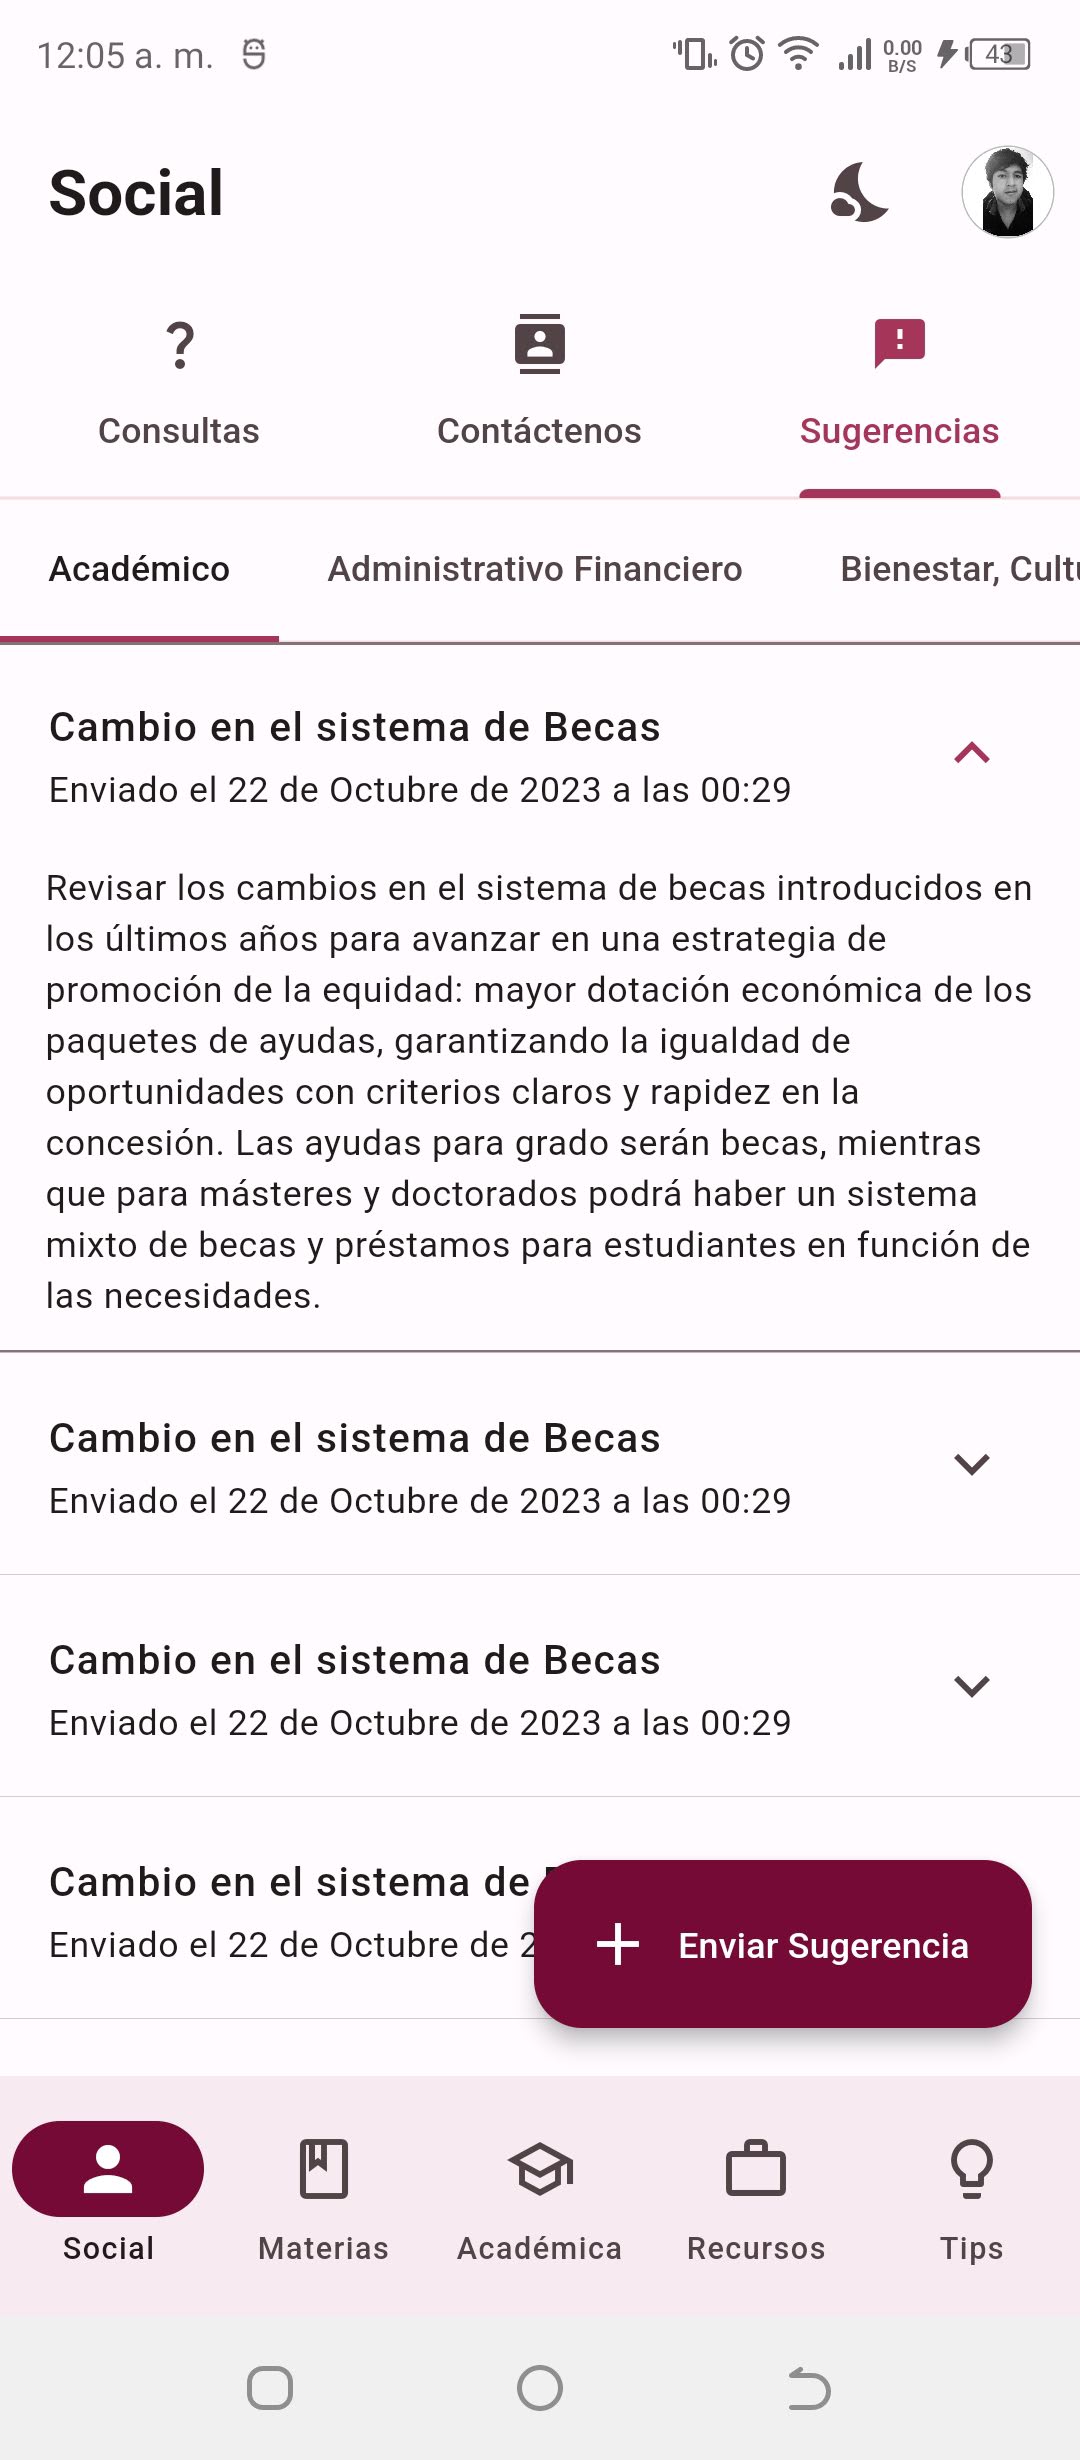 12:05 a. m.
0.00
B/S
43
Social
Consultas
Contáctenos
Sugerencias
Académico
Administrativo Financiero
Bienestar, Cultu
Cambio en el sistema de Becas
Enviado el 22 de Octubre de 2023 a las 00:29
Revisar los cambios en el sistema de becas introducidos en
los últimos años para avanzar en una estrategia de
promoción de la equidad: mayor dotación económica de los
paquetes de ayudas, garantizando la igualdad de
oportunidades con criterios claros y rapidez en la
concesión. Las ayudas para grado serán becas, mientras
que para másteres y doctorados podrá haber un sistema
mixto de becas y préstamos para estudiantes en función de
las necesidades.
Cambio en el sistema de Becas
Enviado el 22 de Octubre de 2023 a las 00:29
Cambio en el sistema de Becas
Enviado el 22 de Octubre de 2023 a las 00:29
Cambio en el sistema de
Enviado el 22 de Octubre de 2
Enviar Sugerencia
Social
Materias
Académica
Recursos
Tips